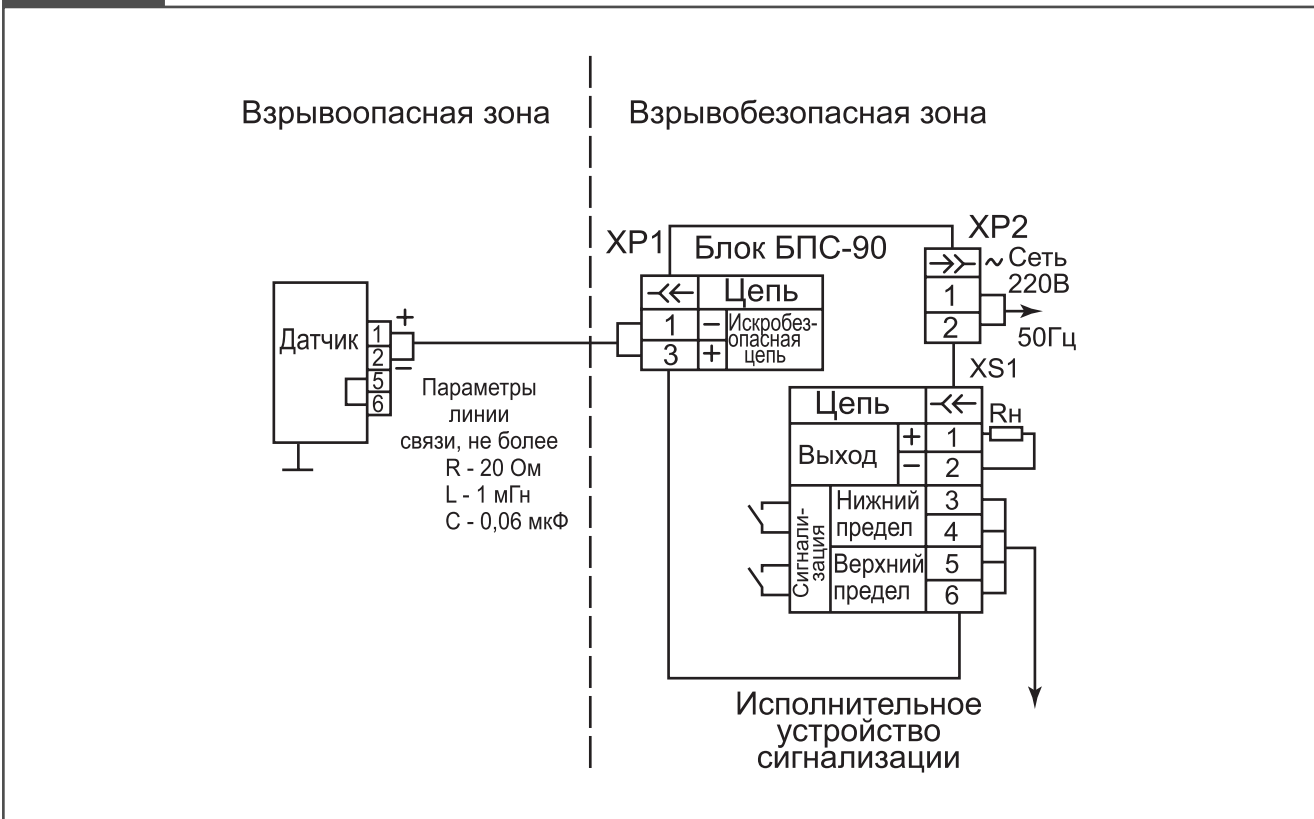 Взрывоопасная зона
Взрывобезопасная зона
XP1
Блок БПС-90
XP2
~ Сеть
220В
50Гц
Цепь
1 − Искробез-
опасная
3 + цепь
1
2
Датчик
1 +
2 −
5
6
Параметры
линии
связи, не более
R - 20 Ом
L - 1 мГн
C - 0,06 мкФ
XS1
Цепь
Выход
+ 1
− 2
Rн
Сигнали-
зация
Нижний
предел
3
4
Верхний
предел
5
6
Исполнительное
устройство
сигнализации